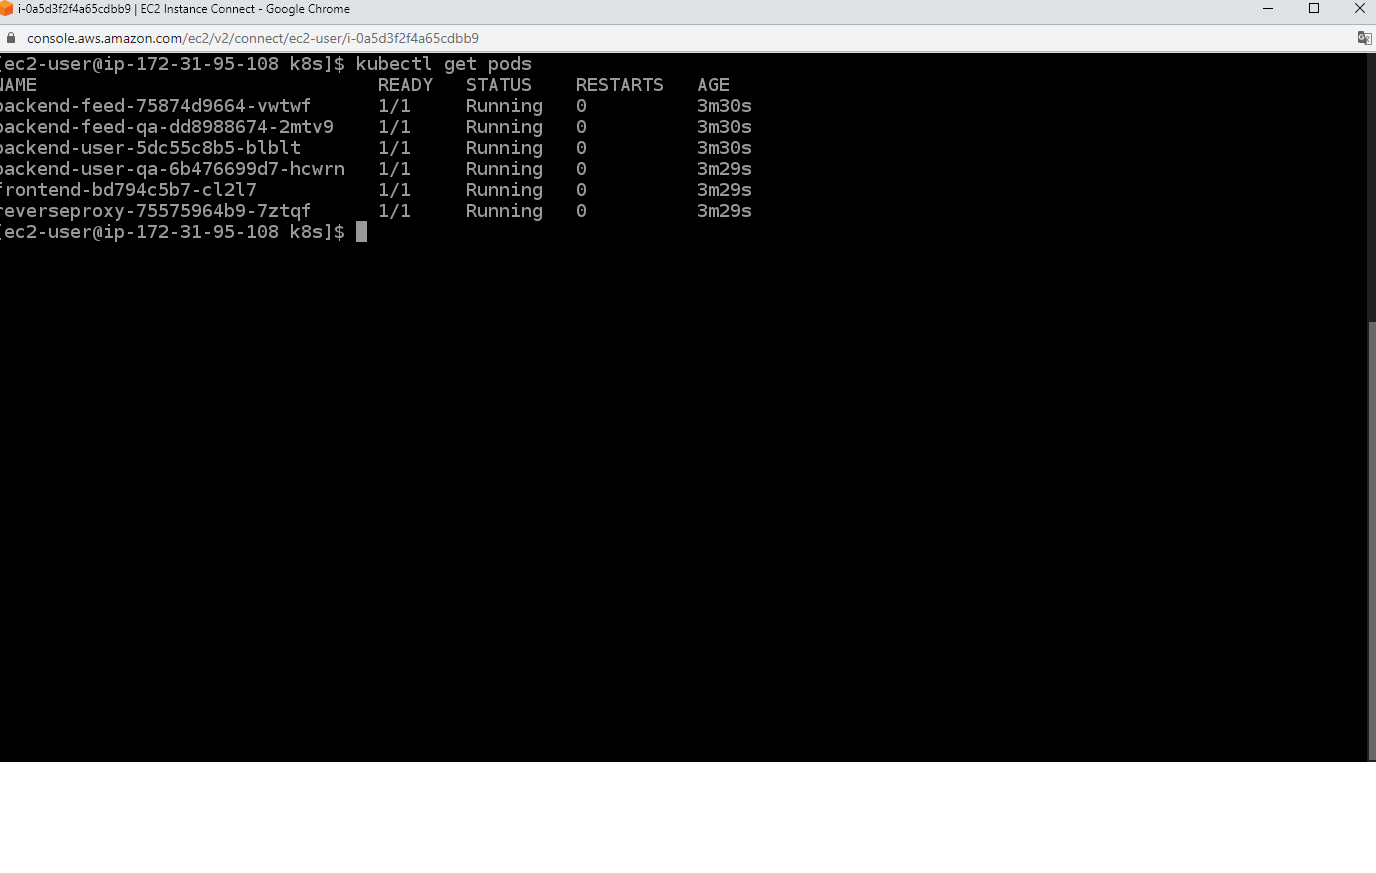 i-0a5d3f2f4a65cdbb9 | EC2 Instance Connect - Google Chrome
console.aws.amazon.com/ec2/v2/connect/ec2-user/i-0a5d3f2f4a65cdbb9
[ec2-user@ip-172-31-95-108 k8s]$ kubectl get pods
NAME READY STATUS RESTARTS AGE
backend-feed-75874d9664-vwtwf 1/1 Running 0 3m30s
backend-feed-qa-dd8988674-2mtv9 1/1 Running 0 3m30s
backend-user-5dc55c8b5-blblt 1/1 Running 0 3m30s
backend-user-qa-6b476699d7-hcwrn 1/1 Running 0 3m29s
frontend-bd794c5b7-cl2l7 1/1 Running 0 3m29s
reverseproxy-75575964b9-7ztqf 1/1 Running 0 3m29s
[ec2-user@ip-172-31-95-108 k8s]$